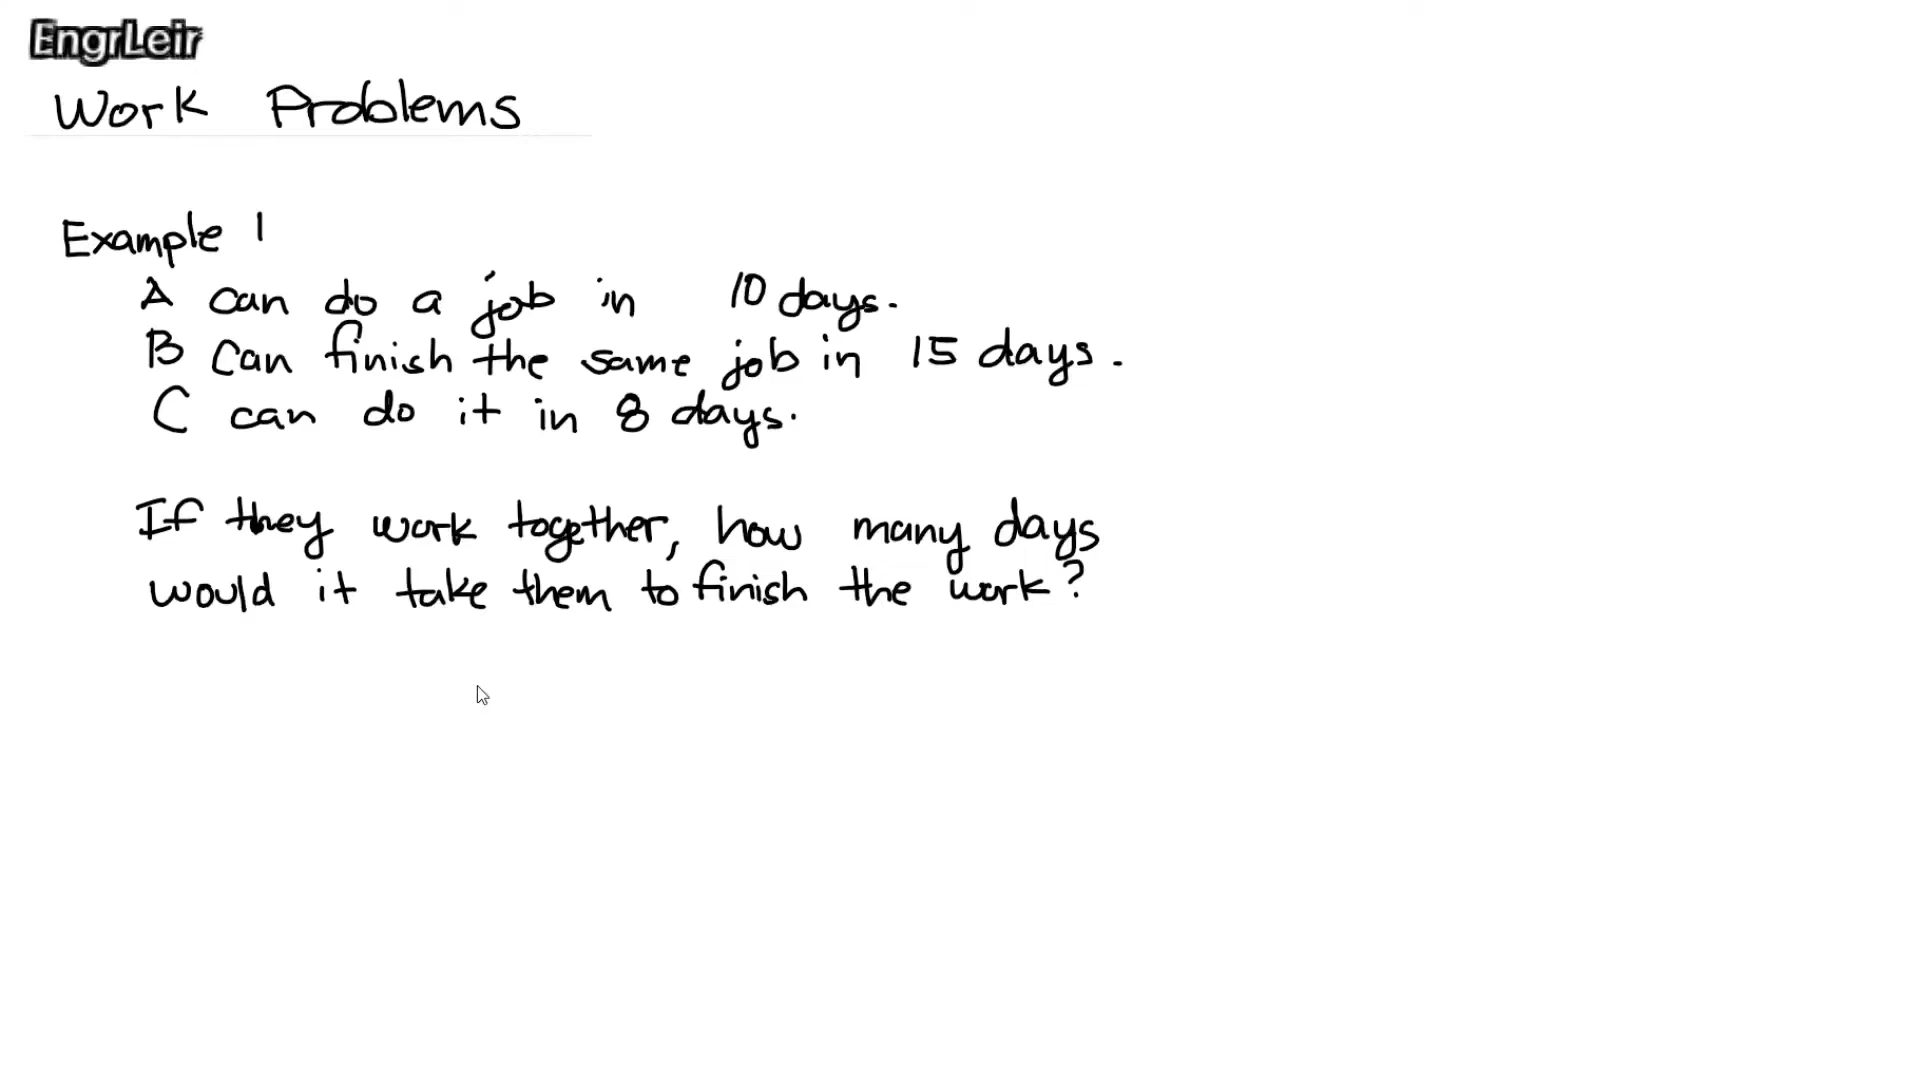 EngrLeir
Work Problems
Example 1
A can do a job in 10 days.
B can finish the same job in 15 days.
C can do it in 8 days.
If they work together, how many days
would it take them to finish the work?